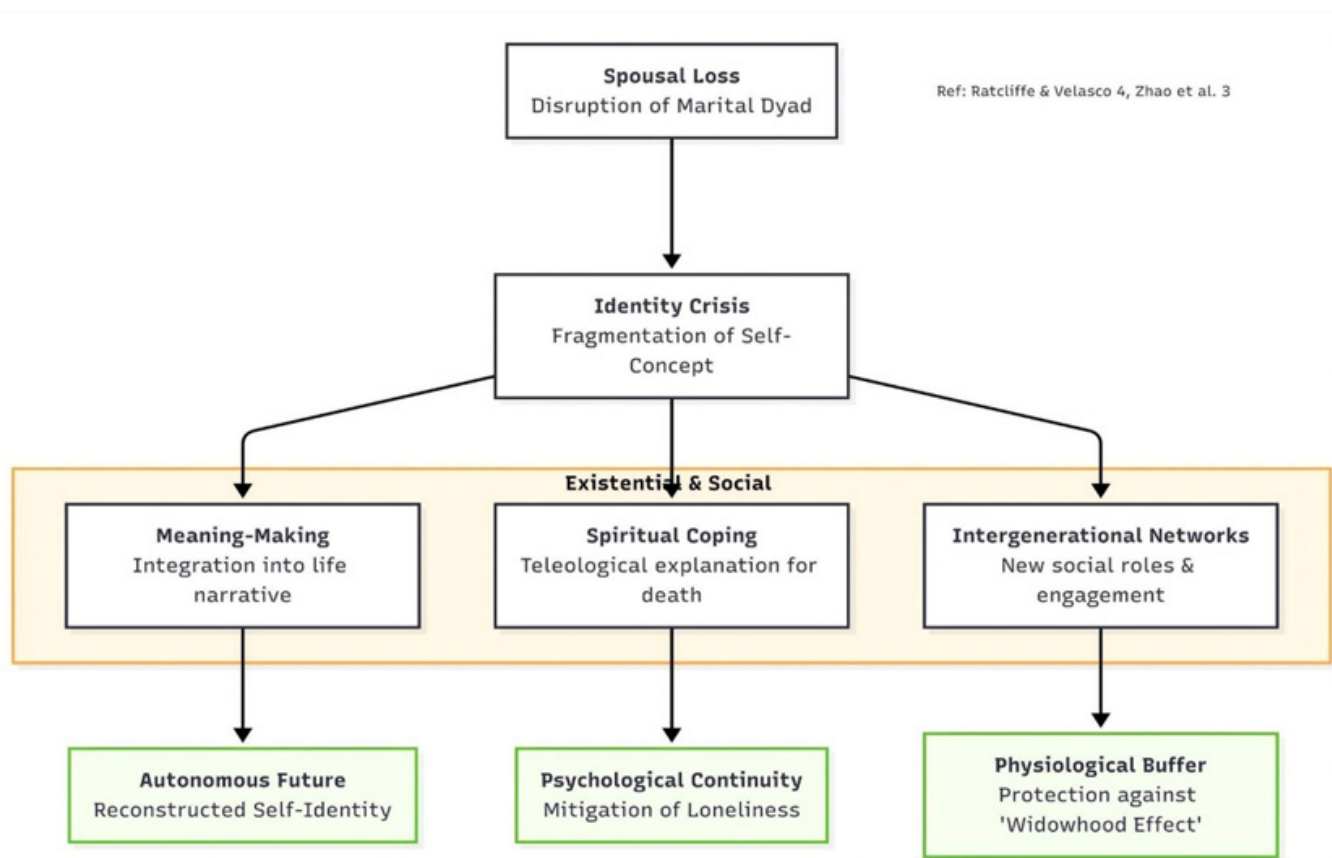 Spousal Loss
Disruption of Marital Dyad
Ref: Ratcliffe & Velasco 4, Zhao et al. 3
Identity Crisis
Fragmentation of Self-
Concept
Existential & Social
Meaning-Making
Integration into life
narrative
Spiritual Coping
Teleological explanation for
death
Intergenerational Networks
New social roles &
engagement
Autonomous Future
Reconstructed Self-Identity
Psychological Continuity
Mitigation of Loneliness
Physiological Buffer
Protection against
'Widowhood Effect'